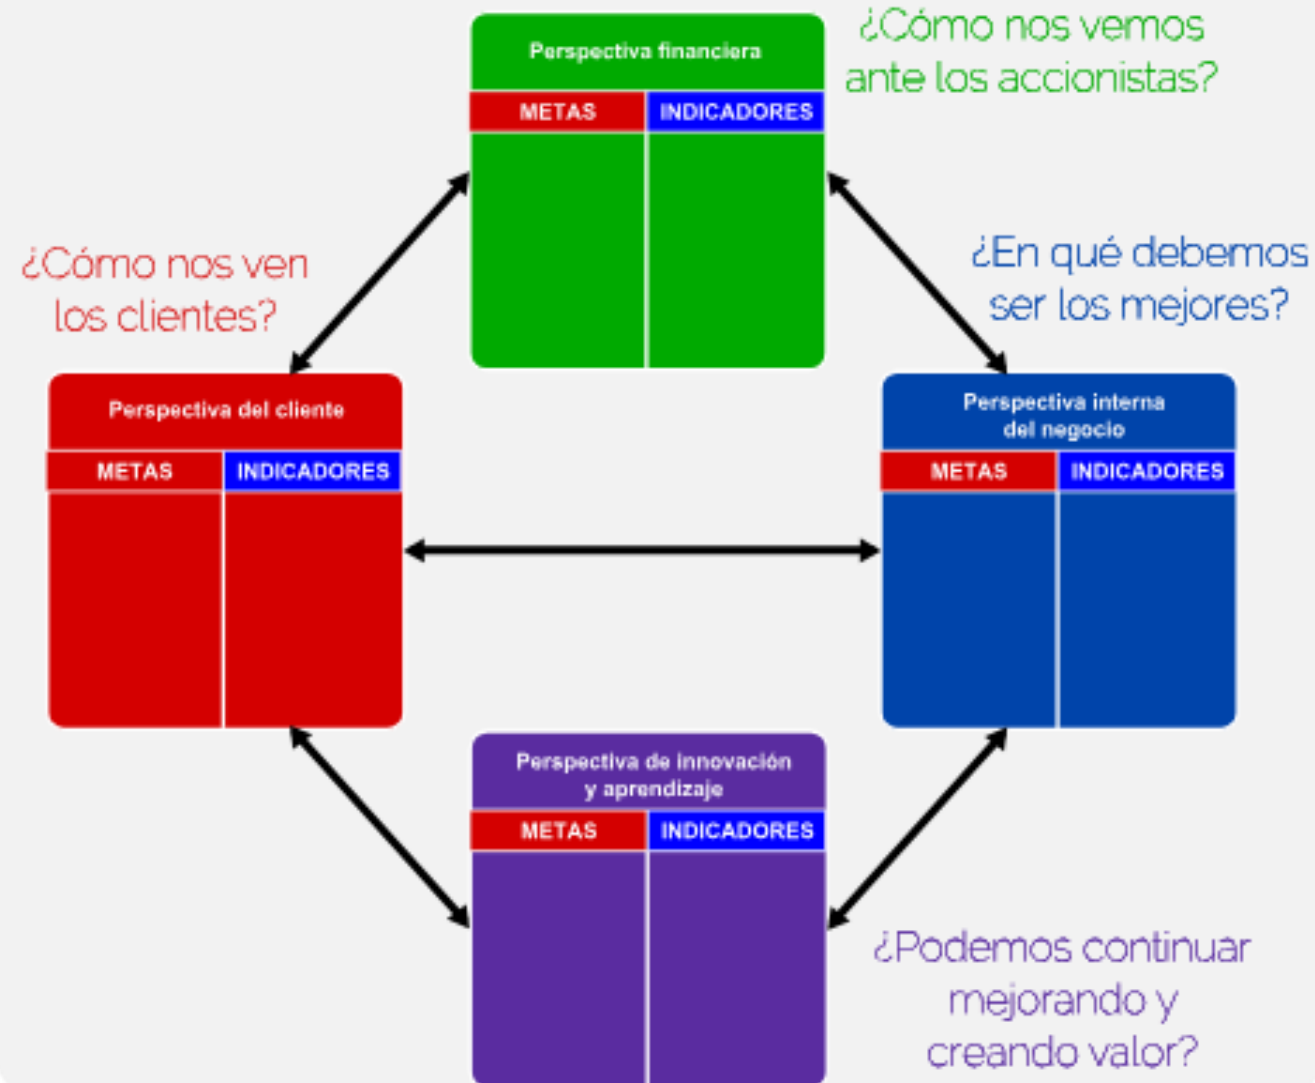 ¿Cómo nos vemos
ante los accionistas?
Perspectiva financiera
METAS INDICADORES
¿Cómo nos ven
los clientes?
¿En qué debemos
ser los mejores?
Perspectiva del cliente
METAS INDICADORES
Perspectiva interna
del negocio
METAS INDICADORES
Perspectiva de innovación
y aprendizaje
METAS INDICADORES
¿Podemos continuar
mejorando y
creando valor?